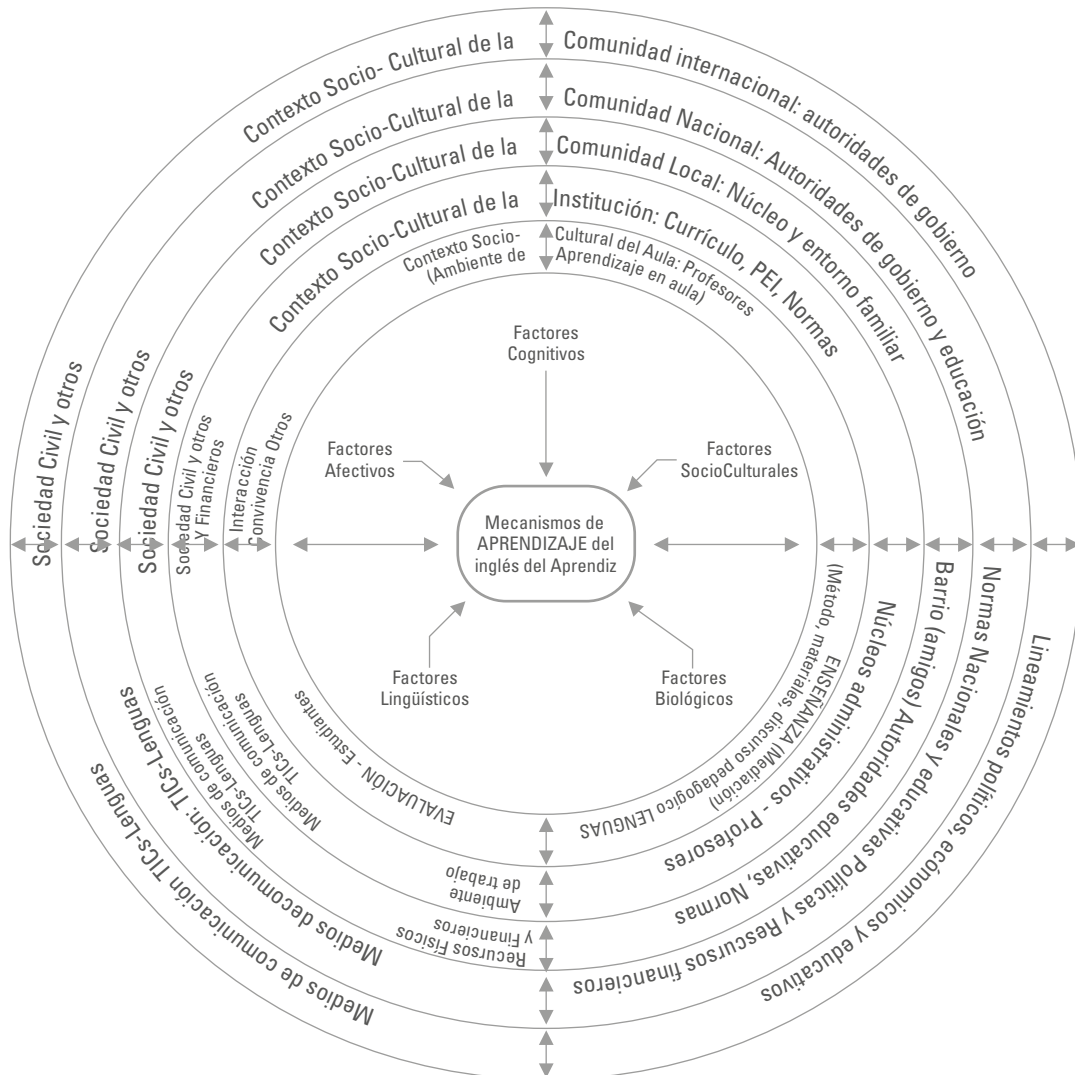 Contexto Socio- Cultural de la
Comunidad internacional: autoridades de gobierno
Contexto Socio-Cultural de la
Comunidad Nacional: Autoridades de gobierno y educación
Contexto Socio-Cultural de la
Comunidad Local: Núcleo y entorno familiar
Contexto Socio-Cultural de la
Institución: Currículo, PEI, Normas
Contexto Socio-
(Ambiente de
Cultural del Aula: Profesores
Aprendizaje en aula)
Factores
Cognitivos
Factores
Afectivos
Factores
SocioCulturales
Mecanismos de
APRENDIZAJE del
inglés del Aprendiz
Factores
Lingüísticos
Factores
Biológicos
Sociedad Civil y otros
Sociedad Civil y otros
Sociedad Civil y otros
Sociedad Civil y otros
Y Financieros
Interacción
Convivencia Otros
(Método, materiales, discurso pedagogíco LENGUAS
ENSEÑANZA (Mediación)
Núcleos administrativos - Profesores
Barrio (amigos) Autoridades educativas, Normas
Normas Nacionales y educativas Políticas y Rescursos financieros
Lineamientos políticos, ecónomicos y educativos
EVALUACIÓN - Estudiantes
Medios de comunicación
TICs-Lenguas
Medios de comunicación
TICs-Lenguas
Medios decomunicación: TICs-Lenguas
Medios de comunicación TICs-Lenguas
Ambiente
de trabajo
Recursos Físicos
y Financieros